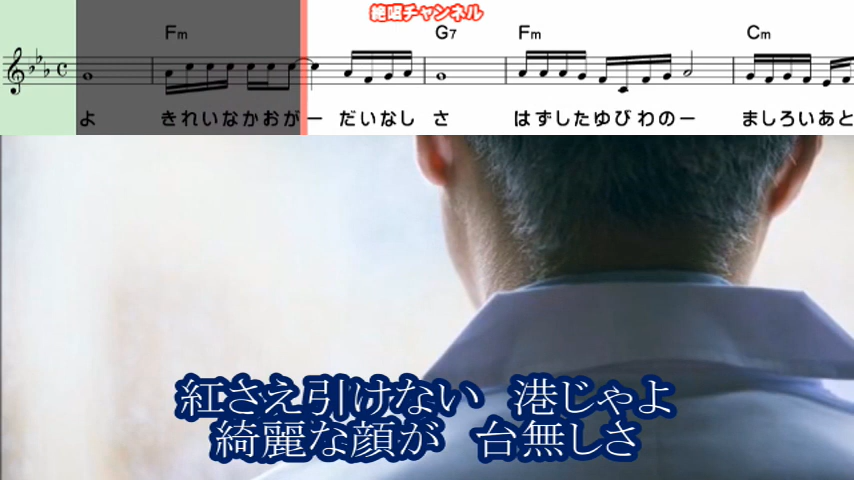 絶唱チャンネル
Fm G7 Fm Cm
よ きれいなかおがー だいなし さ はずしたゆびわのー ましろいあと
紅さえ引けない 港じゃよ
綺麗な顔が 台無しさ